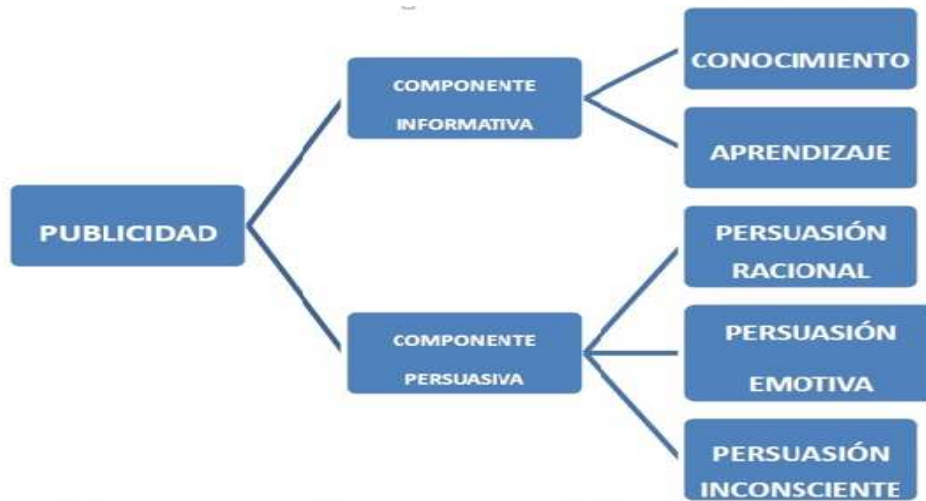 PUBLICIDAD
COMPONENTE
INFORMATIVA
CONOCIMIENTO
APRENDIZAJE
COMPONENTE
PERSUASIVA
PERSUASIÓN
RACIONAL
PERSUASIÓN
EMOTIVA
PERSUASIÓN
INCONSCIENTE